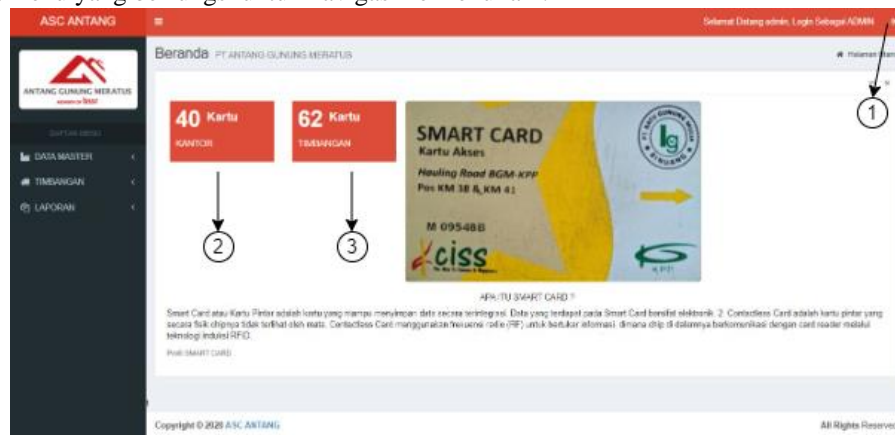 ASC ANTANG
Selamat Datang admin, Login Sebagai ADMIN
ANTANG GUNUNG MERATUS
Beranda PT ANTANG GUNUNG MERATUS
Halaman
DAFTAR MENU
DATA MASTER
TIMBANGAN
LAPORAN
40 Kartu
KANTOR
62 Kartu
TIMBANGAN
1
2
3
SMART CARD
Kartu Akses
Hauling Road BGM-KPP
Pos KM 38 & KM 41
M 09548B
ciss
KPP
APA ITU SMART CARD ?
Smart Card atau Kartu Pintar adalah kartu yang mampu menyimpan data secara terintegrasi. Data yang terdapat pada Smart Card bersifat elektronik. 2. Contactless Card adalah kartu pintar yang
secara fisik chipnya tidak terlihat oleh mata. Contactless Card menggunakan frekuensi radio (RF) untuk bertukar informasi. dimana chip di dalamnya berkomunikasi dengan card reader melalui
teknologi induksi RFID.
SMART CARD
Copyright © 2020 ASC ANTANG
All Rights Reserved